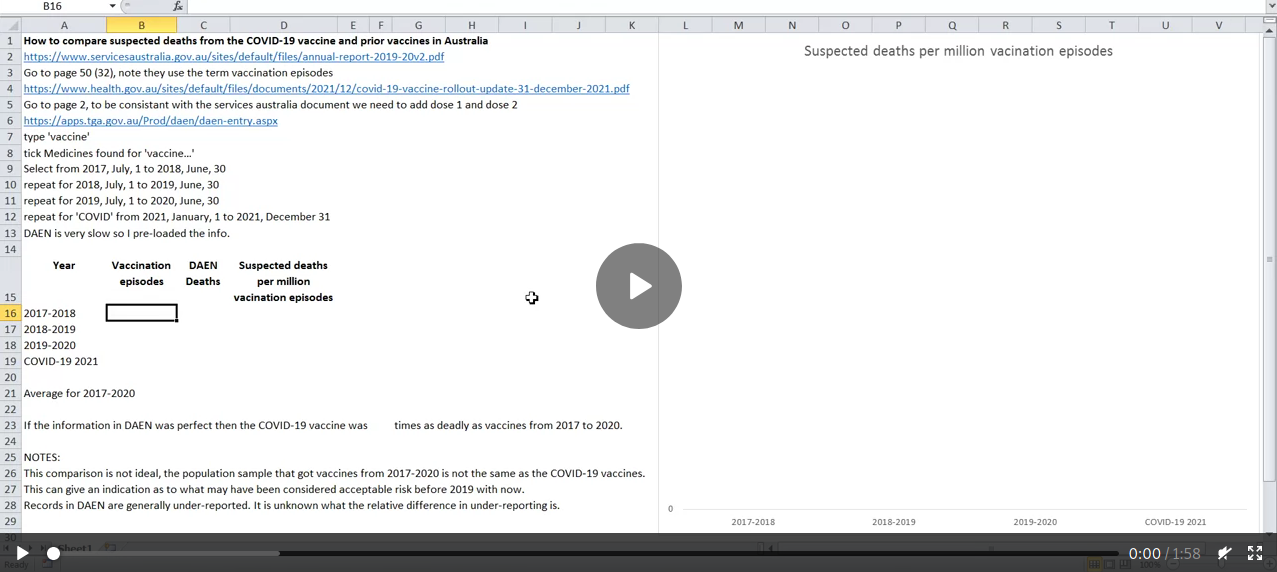 B16
fx
A B C D E F G H I J K L M N O P Q R S T U V
1 How to compare suspected deaths from the COVID-19 vaccine and prior vaccines in Australia
2 https://www.servicesaustralia.gov.au/sites/default/files/annual-report-2019-20v2.pdf
3 Go to page 50 (32), note they use the term vaccination episodes
4 https://www.health.gov.au/sites/default/files/documents/2021/12/covid-19-vaccine-rollout-update-31-december-2021.pdf
5 Go to page 2, to be consistant with the services australia document we need to add dose 1 and dose 2
6 https://apps.tga.gov.au/Prod/daen/daen-entry.aspx
7 type 'vaccine'
8 tick Medicines found for 'vaccine...'
9 Select from 2017, July, 1 to 2018, June, 30
10 repeat for 2018, July, 1 to 2019, June, 30
11 repeat for 2019, July, 1 to 2020, June, 30
12 repeat for 'COVID' from 2021, January, 1 to 2021, December 31
13 DAEN is very slow so I pre-loaded the info.
14
Year Vaccination DAEN Suspected deaths
episodes Deaths per million
15 vacination episodes
16 2017-2018
17 2018-2019
18 2019-2020
19 COVID-19 2021
20
21 Average for 2017-2020
22
23 If the information in DAEN was perfect then the COVID-19 vaccine was times as deadly as vaccines from 2017 to 2020.
24
25 NOTES:
26 This comparison is not ideal, the population sample that got vaccines from 2017-2020 is not the same as the COVID-19 vaccines.
27 This can give an indication as to what may have been considered acceptable risk before 2019 with now.
28 Records in DAEN are generally under-reported. It is unknown what the relative difference in under-reporting is.
29
30
Suspected deaths per million vacination episodes
0
2017-2018 2018-2019 2019-2020 COVID-19 2021
Sheet1
0:00 / 1:58
Ready
100%